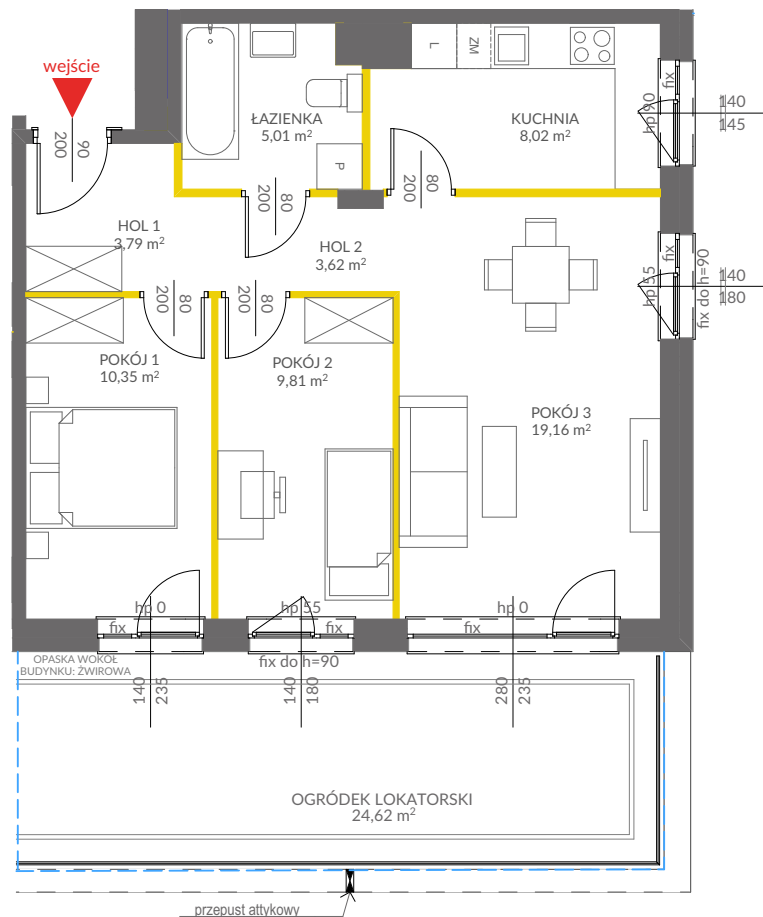 wejście
90
200
ŁAZIENKA
5,01 m²
P
L
ZM
KUCHNIA
8,02 m²
fix
hp 90
140
145
80
200
80
200
HOL 1
3,79 m²
HOL 2
3,62 m²
fix
hp 55
fix do h=90
140
180
80
200
80
200
POKÓJ 1
10,35 m²
POKÓJ 2
9,81 m²
POKÓJ 3
19,16 m²
hp 0
fix
hp 55
fix
fix do h=90
hp 0
fix
OPASKA WOKÓŁ
BUDYNKU: ŻWIROWA
140
235
140
180
280
235
OGRÓDEK LOKATORSKI
24,62 m²
przepust attykowy